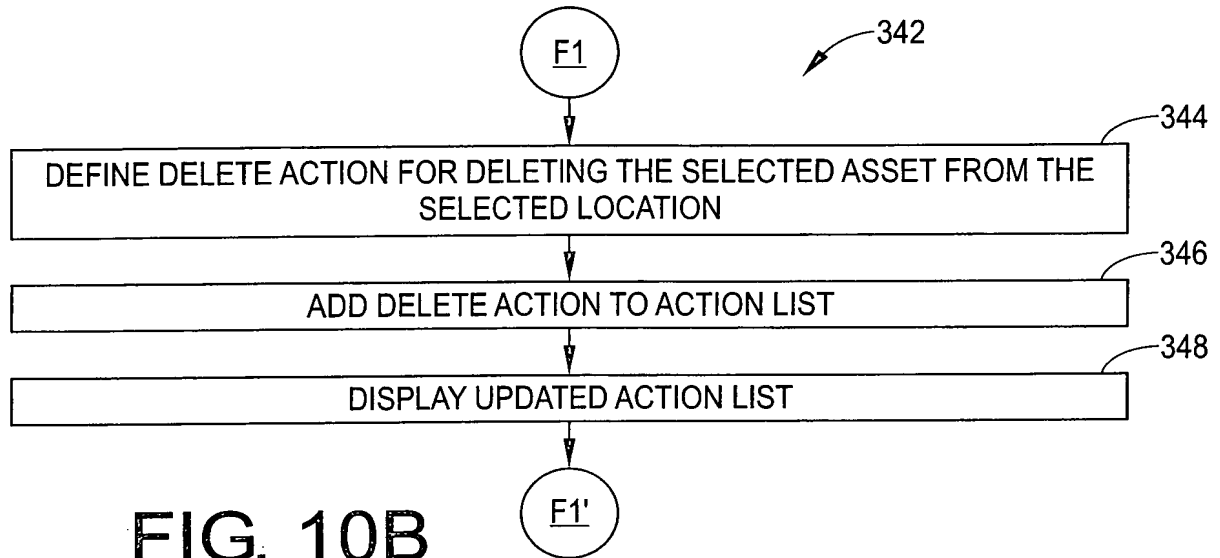 F1
342
344
DEFINE DELETE ACTION FOR DELETING THE SELECTED ASSET FROM THE
SELECTED LOCATION
346
ADD DELETE ACTION TO ACTION LIST
348
DISPLAY UPDATED ACTION LIST
F1'
FIG. 10B